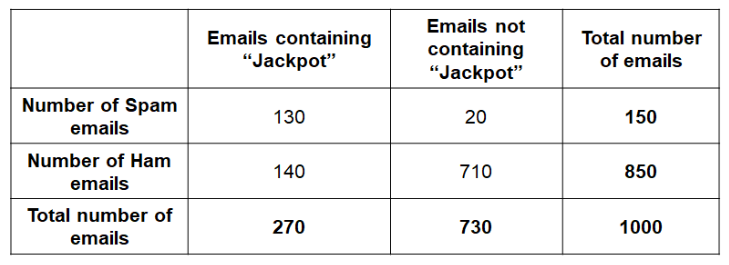 Emails containing
“Jackpot”
Emails not
containing
“Jackpot”
Total number
of emails
Number of Spam
emails
130
20
150
Number of Ham
emails
140
710
850
Total number of
emails
270
730
1000